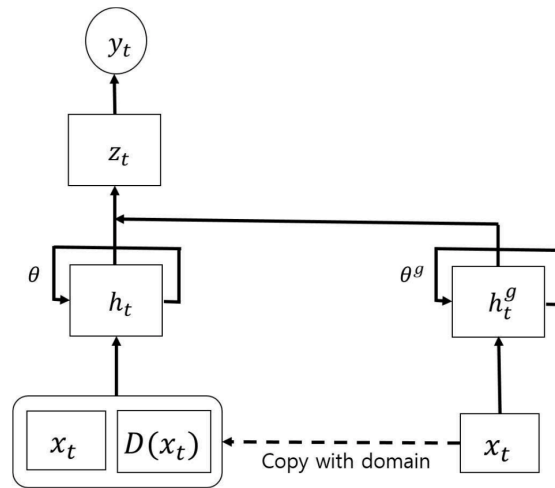 y_t
z_t
θ
h_t
θ^g
h_t^g
x_t
D(x_t)
Copy with domain
x_t